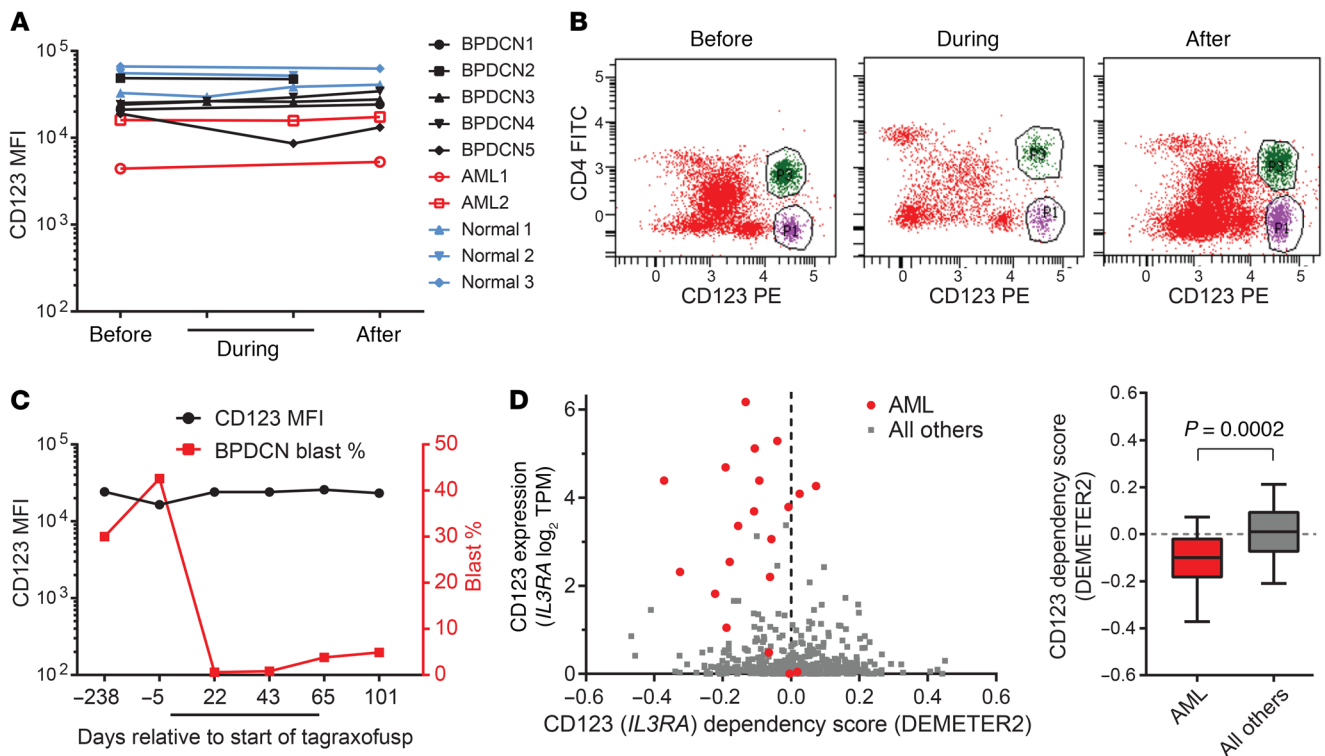 A
CD123 MFI
10^5
10^4
10^3
10^2
Before
During
After
BPDCN1
BPDCN2
BPDCN3
BPDCN4
BPDCN5
AML1
AML2
Normal 1
Normal 2
Normal 3
B
Before
During
After
CD4 FITC
5
4
3
0
P3
P1
0 3 4 5
CD123 PE
P3
P1
0 3 4 5
CD123 PE
P3
P1
0 3 4 5
CD123 PE
C
CD123 MFI
BPDCN blast %
CD123 MFI
10^5
10^4
10^3
10^2
50
40
30
20
10
0
Blast %
−238 −5 22 43 65 101
Days relative to start of tagraxofusp
D
CD123 expression
(IL3RA log₂ TPM)
6
4
2
0
AML
All others
−0.6 −0.4 −0.2 0.0 0.2 0.4 0.6
CD123 (IL3RA) dependency score (DEMETER2)
CD123 dependency score
(DEMETER2)
0.6
0.4
0.2
0.0
−0.2
−0.4
−0.6
P = 0.0002
AML
All others